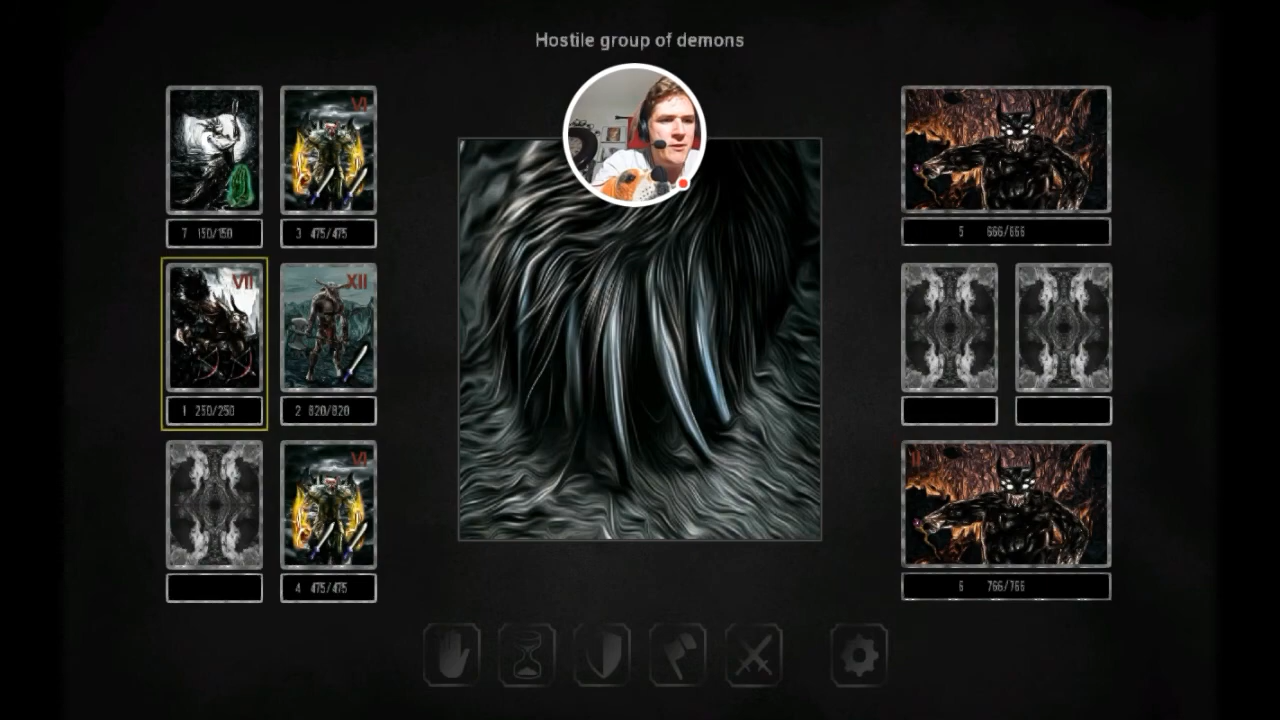 Hostile group of demons
VI
7 150/150
3 475/475
5 666/666
VII
XII
1 250/250
2 820/820
VI
II
4 475/475
6 766/766